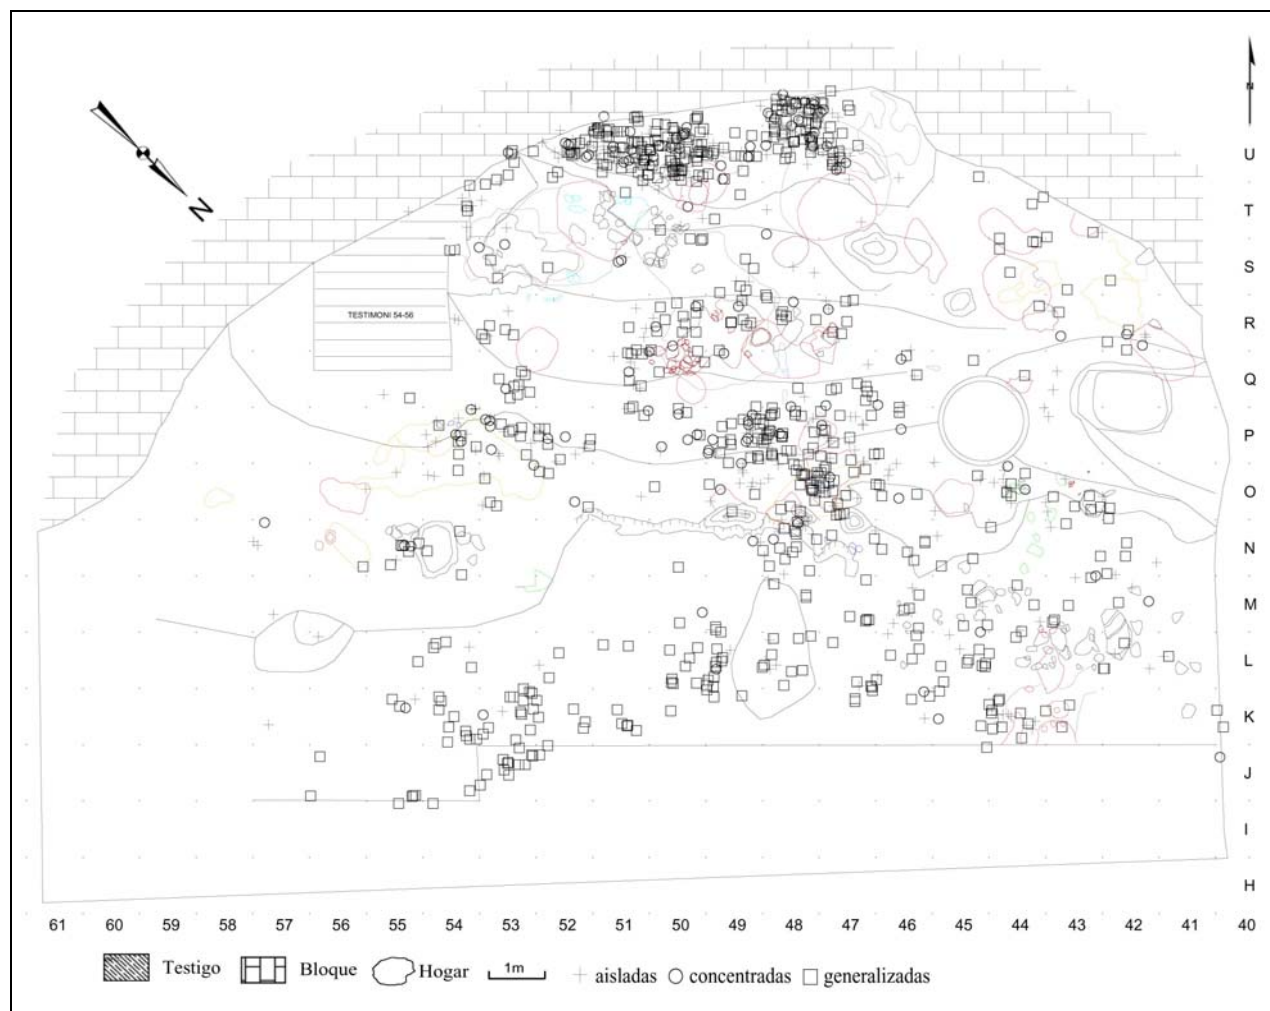 N
N
U
T
S
TESTIMONI 54-56
R
Q
P
O
N
M
L
K
J
I
H
61 60 59 58 57 56 55 54 53 52 51 50 49 48 47 46 45 44 43 42 41 40
Testigo Bloque Hogar 1m aisladas concentradas generalizadas